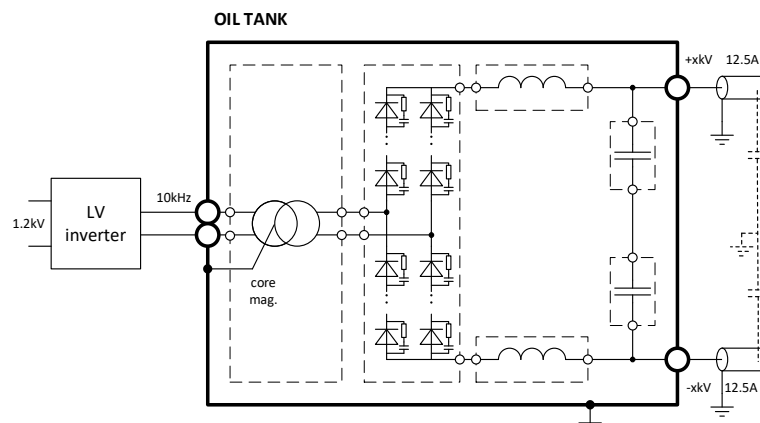 OIL TANK
+xkV 12.5A
10kHz
LV
inverter
1.2kV
core
mag.
-xkV 12.5A